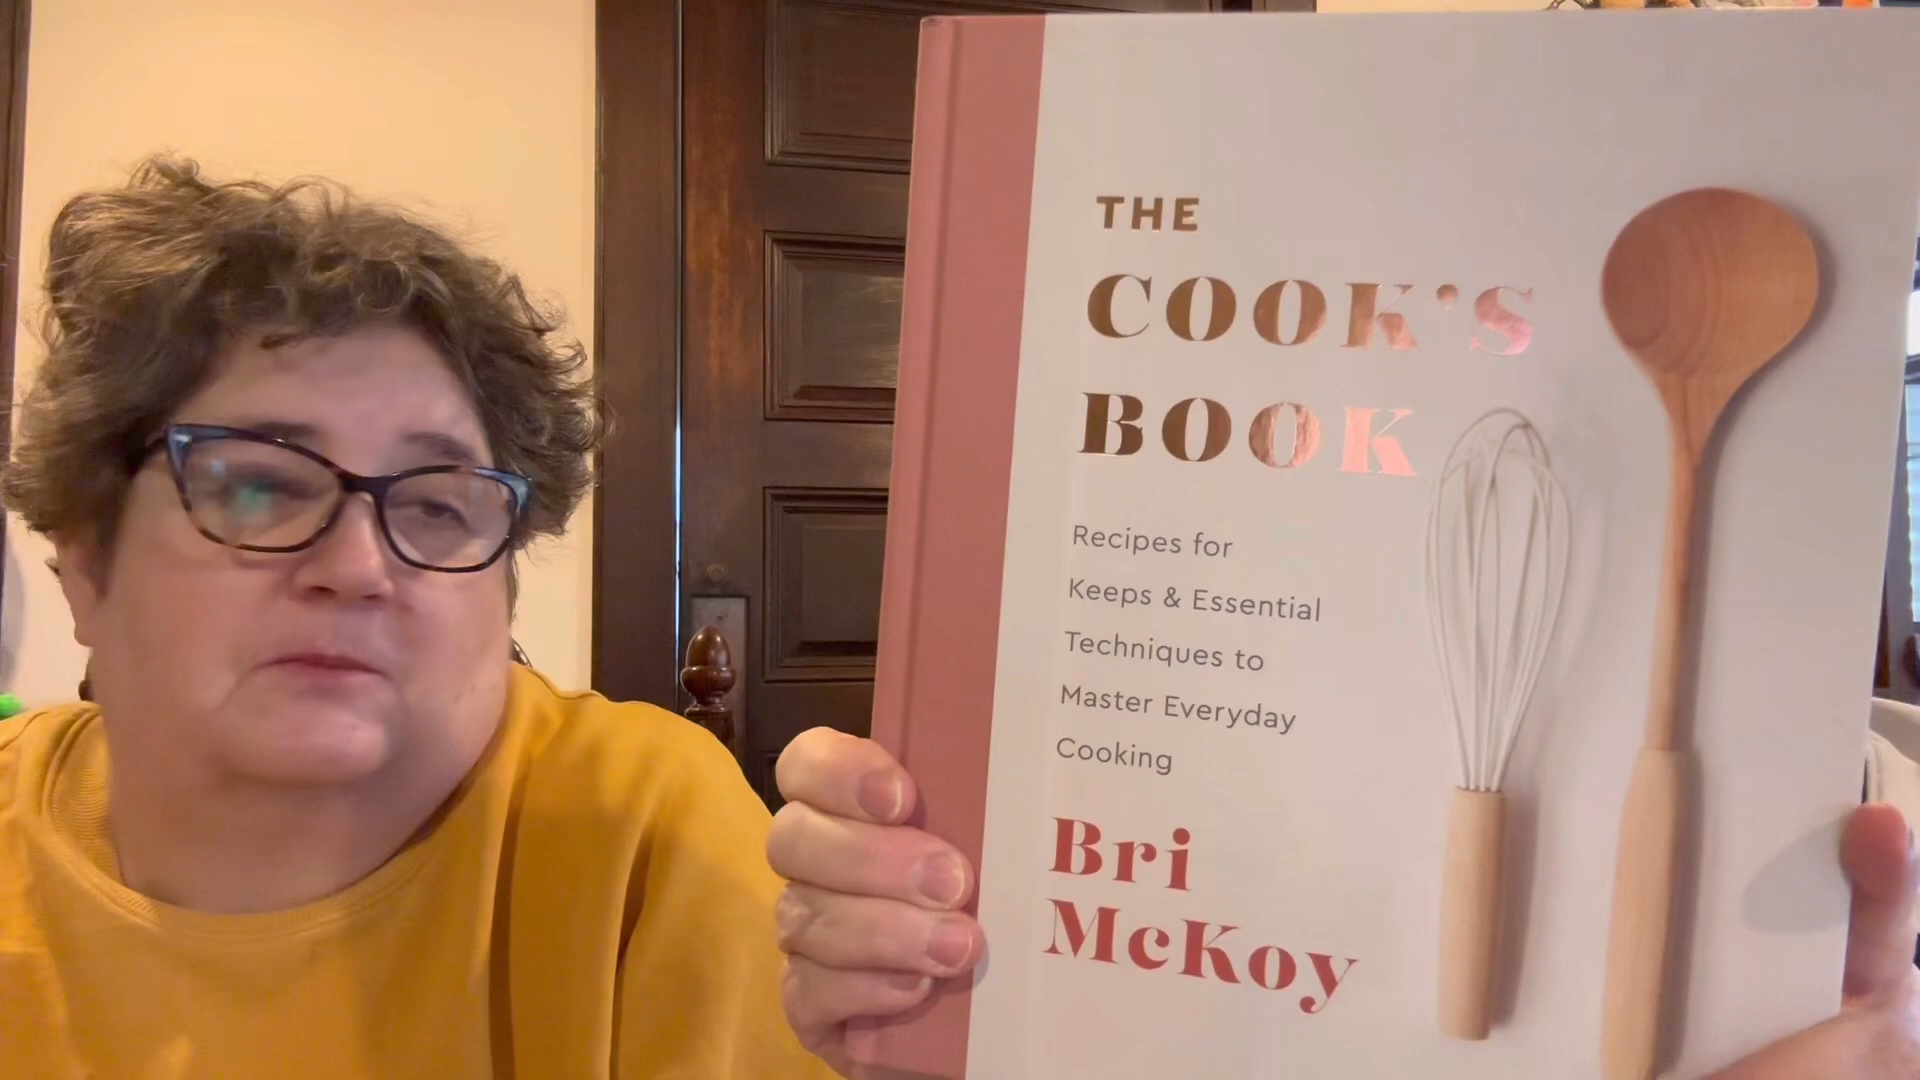 THE
COOK'S
BOOK
Recipes for
Keeps & Essential
Techniques to
Master Everyday
Cooking
Bri
McKoy